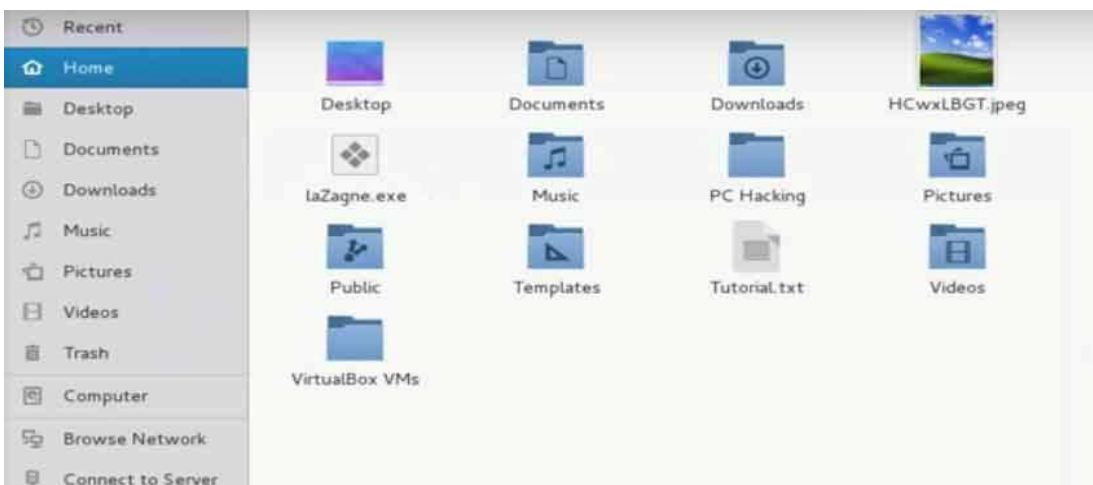 Recent
Home
Desktop
Documents
Downloads
Music
Pictures
Videos
Trash
Computer
Browse Network
Connect to Server
Desktop
Documents
Downloads
HCwxLBGT.jpeg
laZagne.exe
Music
PC Hacking
Pictures
Public
Templates
Tutorial.txt
Videos
VirtualBox VMs